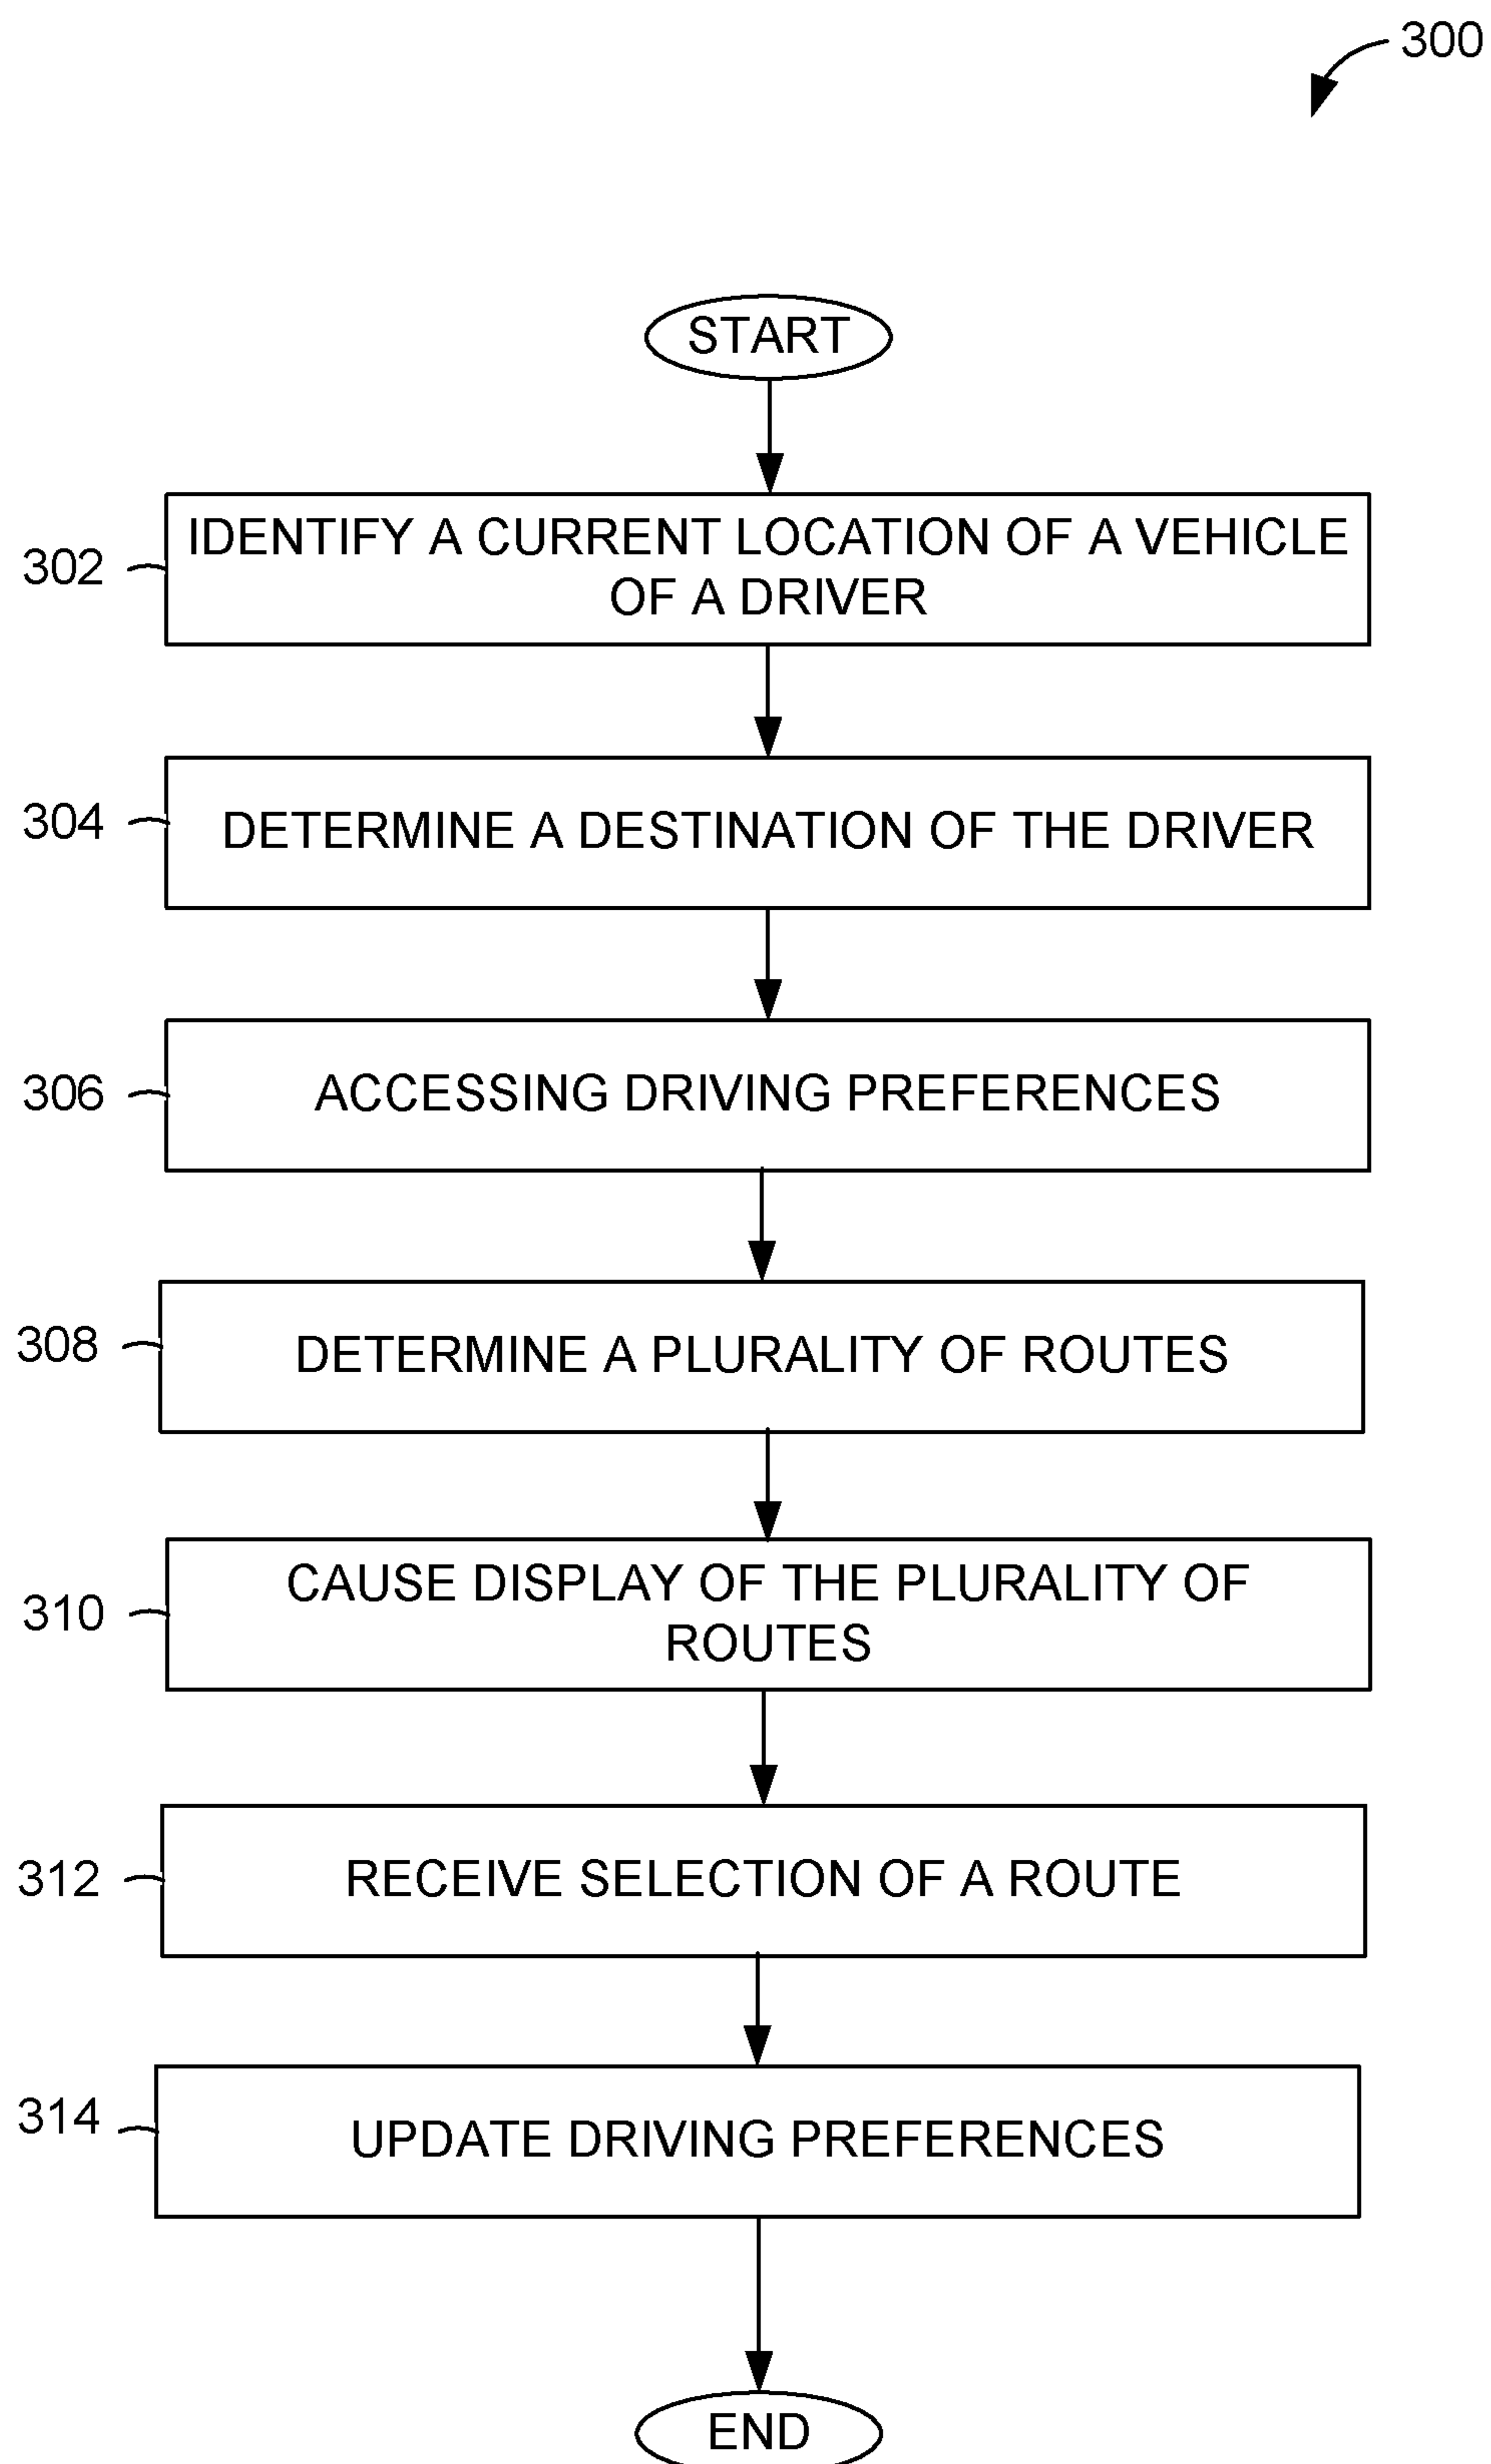 300
START
302
IDENTIFY A CURRENT LOCATION OF A VEHICLE
OF A DRIVER
304
DETERMINE A DESTINATION OF THE DRIVER
306
ACCESSING DRIVING PREFERENCES
308
DETERMINE A PLURALITY OF ROUTES
310
CAUSE DISPLAY OF THE PLURALITY OF
ROUTES
312
RECEIVE SELECTION OF A ROUTE
314
UPDATE DRIVING PREFERENCES
END